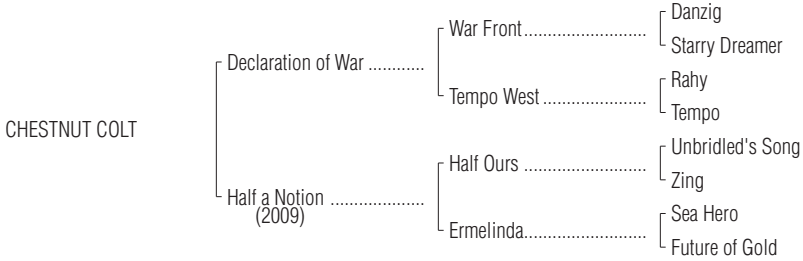 Danzig
War Front..........................
Starry Dreamer
Declaration of War ............
Rahy
Tempo West ......................
Tempo
CHESTNUT COLT
Unbridled's Song
Half Ours ..........................
Zing
Half a Notion ....................
(2009)
Sea Hero
Ermelinda..........................
Future of Gold